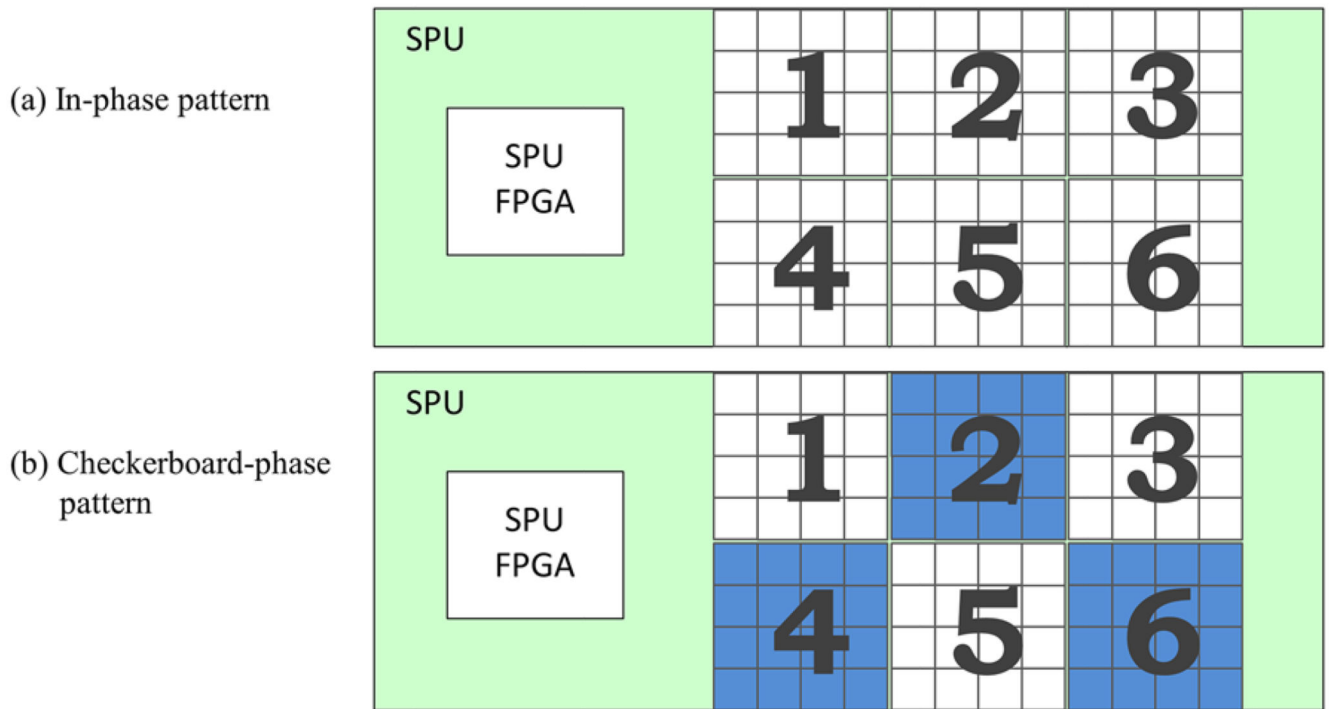 (a) In-phase pattern
SPU
SPU
FPGA
1 2 3
4 5 6
(b) Checkerboard-phase
pattern
SPU
SPU
FPGA
1 2 3
4 5 6